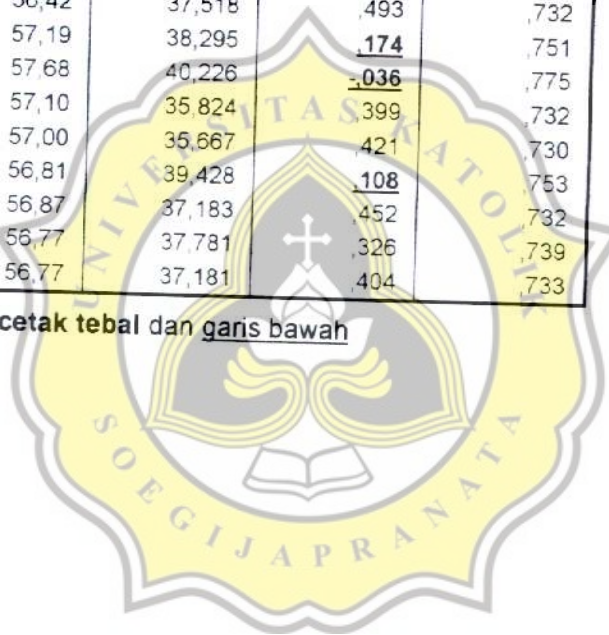 56,42 37,518 ,493 ,732
57,19 38,295 ,174 ,751
57,68 40,226 -,036 ,775
57,10 35,824 ,399 ,732
57,00 35,667 ,421 ,730
56,81 39,428 ,108 ,753
56,87 37,183 ,452 ,732
56,77 37,781 ,326 ,739
56,77 37,181 ,404 ,733
cetak tebal dan garis bawah
UNIVERSITAS KATOLIK
SOEGIJAPRANATA